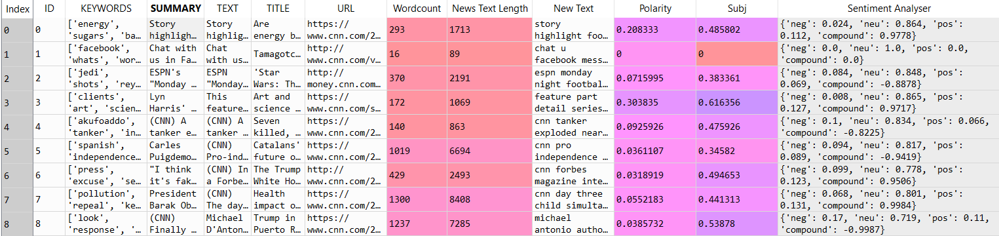 Index ID KEYWORDS SUMMARY TEXT TITLE URL Wordcount News Text Length New Text Polarity Subj Sentiment Analyser
0 0 ['energy', Story Story Are https:// 293 1713 story 0.208333 0.485802 {'neg': 0.024, 'neu': 0.864, 'pos':
'sugars', 'ba… highligh… highlig… energy b… www.cnn.com/2… highlight foo… 0.112, 'compound': 0.9778}
1 1 ['facebook', Chat with Chat Tamagotc… http:// 16 89 chat u 0 0 {'neg': 0.0, 'neu': 1.0, 'pos': 0.0,
'whats', 'wor… us in Fa… with us… www.cnn.com/v… facebook mess… 'compound': 0.0}
2 2 ['jedi', ESPN's ESPN 'Star http:// 370 2191 espn monday 0.0715995 0.383361 {'neg': 0.084, 'neu': 0.848, 'pos':
'shots', 'rey… "Monday … "Monday… Wars: Th… money.cnn.com… night footbal… 0.069, 'compound': -0.8878}
3 3 ['clients', Lyn This Art and https:// 172 1069 feature part 0.303835 0.616356 {'neg': 0.008, 'neu': 0.865, 'pos':
'art', 'scien… Harris' … feature… science … www.cnn.com/s… detail series… 0.127, 'compound': 0.9717}
4 4 ['akufoaddo', (CNN) A (CNN) A Seven https:// 140 863 cnn tanker 0.0925926 0.475926 {'neg': 0.1, 'neu': 0.834, 'pos': 0.066,
'tanker', 'in… tanker e… tanker … killed, … www.cnn.com/2… exploded near… 'compound': -0.8225}
5 5 ['spanish', Carles (CNN) Catalans' https:// 1019 6694 cnn pro 0.0361107 0.34582 {'neg': 0.094, 'neu': 0.817, 'pos':
'independence… Puigdemo… Pro-ind… future o… www.cnn.com/2… independence … 0.089, 'compound': -0.9419}
6 6 ['press', "I think (CNN) In The Trump https:// 429 2493 cnn forbes 0.0318919 0.494653 {'neg': 0.099, 'neu': 0.778, 'pos':
'excuse', 'se… it's fak… a Forbe… White Ho… www.cnn.com/2… magazine inte… 0.123, 'compound': 0.9506}
7 7 ['pollution', President (CNN) Health https:// 1300 8408 cnn day three 0.0552183 0.441313 {'neg': 0.068, 'neu': 0.801, 'pos':
'repeal', 'ke… Barak Ob… The day… impact o… www.cnn.com/2… child simulta… 0.131, 'compound': 0.9984}
8 8 ['look', (CNN) Michael Trump in https:// 1237 7285 michael 0.0385732 0.53878 {'neg': 0.17, 'neu': 0.719, 'pos': 0.11,
'response', '… Finally … D'Anton… Puerto R… www.cnn.com/2… antonio autho… 'compound': -0.9987}